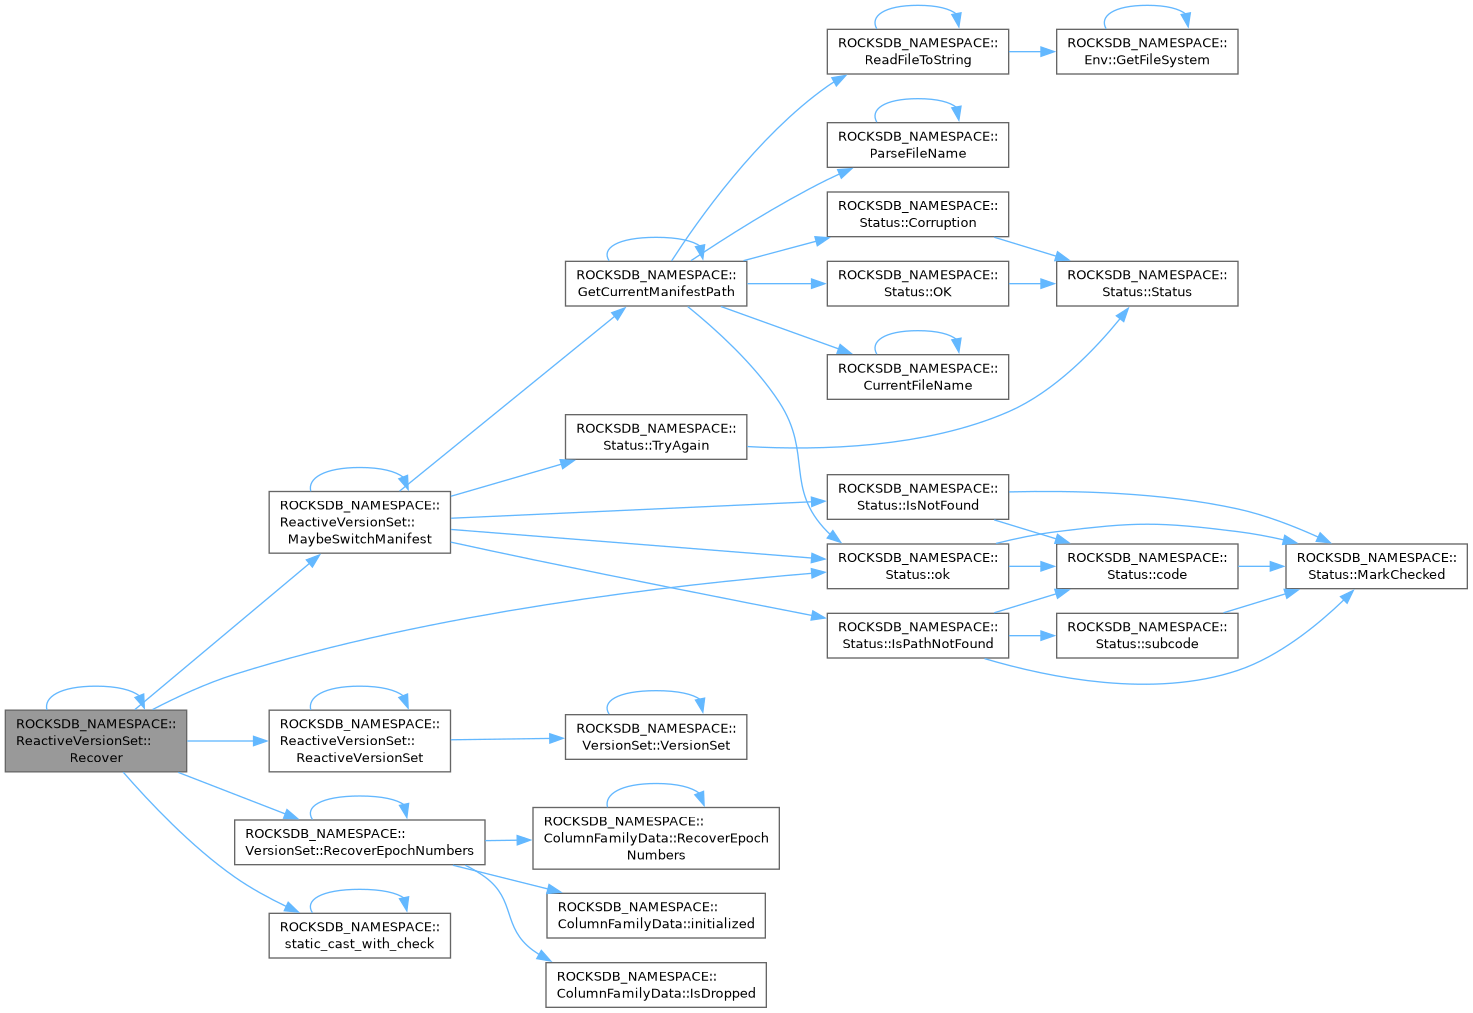 ROCKSDB_NAMESPACE::
ReadFileToString
ROCKSDB_NAMESPACE::
Env::GetFileSystem
ROCKSDB_NAMESPACE::
ParseFileName
ROCKSDB_NAMESPACE::
Status::Corruption
ROCKSDB_NAMESPACE::
GetCurrentManifestPath
ROCKSDB_NAMESPACE::
Status::OK
ROCKSDB_NAMESPACE::
Status::Status
ROCKSDB_NAMESPACE::
CurrentFileName
ROCKSDB_NAMESPACE::
Status::TryAgain
ROCKSDB_NAMESPACE::
ReactiveVersionSet::
MaybeSwitchManifest
ROCKSDB_NAMESPACE::
Status::IsNotFound
ROCKSDB_NAMESPACE::
Status::ok
ROCKSDB_NAMESPACE::
Status::code
ROCKSDB_NAMESPACE::
Status::MarkChecked
ROCKSDB_NAMESPACE::
Status::IsPathNotFound
ROCKSDB_NAMESPACE::
Status::subcode
ROCKSDB_NAMESPACE::
ReactiveVersionSet::
Recover
ROCKSDB_NAMESPACE::
ReactiveVersionSet::
ReactiveVersionSet
ROCKSDB_NAMESPACE::
VersionSet::VersionSet
ROCKSDB_NAMESPACE::
VersionSet::RecoverEpochNumbers
ROCKSDB_NAMESPACE::
ColumnFamilyData::RecoverEpoch
Numbers
ROCKSDB_NAMESPACE::
ColumnFamilyData::initialized
ROCKSDB_NAMESPACE::
static_cast_with_check
ROCKSDB_NAMESPACE::
ColumnFamilyData::IsDropped